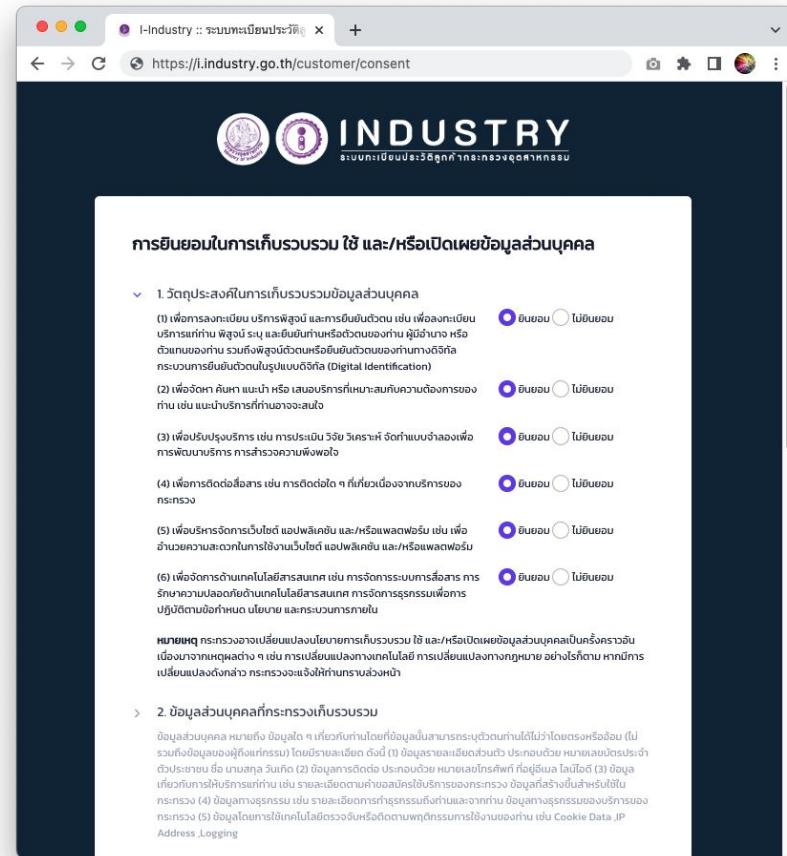 I-Industry :: ระบบทะเบียนประวัติลู
https://i.industry.go.th/customer/consent
INDUSTRY
ระบบทะเบียนประวัติลูกค้ากระทรวงอุตสาหกรรม
การยินยอมในการเก็บรวบรวม ใช้ และ/หรือเปิดเผยข้อมูลส่วนบุคคล
1. วัตถุประสงค์ในการเก็บรวบรวมข้อมูลส่วนบุคคล
(1) เพื่อการลงทะเบียน บริการพิสูจน์ และการยืนยันตัวตน เช่น เพื่อลงทะเบียน ยินยอม ไม่ยินยอม
บริการแก่ท่าน พิสูจน์ ระบุ และยืนยันท่านหรือตัวตนของท่าน ผู้มีอำนาจ หรือ
ตัวแทนของท่าน รวมถึงพิสูจน์ตัวตนหรือยืนยันตัวตนของท่านทางดิจิทัล
กระบวนการยืนยันตัวตนในรูปแบบดิจิทัล (Digital Identification)
(2) เพื่อจัดหา ค้นหา แนะนำ หรือ เสนอบริการที่เหมาะสมกับความต้องการของ ยินยอม ไม่ยินยอม
ท่าน เช่น แนะนำบริการที่ท่านอาจจะสนใจ
(3) เพื่อปรับปรุงบริการ เช่น การประเมิน วิจัย วิเคราะห์ จัดทำแบบจำลองเพื่อ ยินยอม ไม่ยินยอม
การพัฒนาบริการ การสำรวจความพึงพอใจ
(4) เพื่อการติดต่อสื่อสาร เช่น การติดต่อใด ๆ ที่เกี่ยวเนื่องจากบริการของ ยินยอม ไม่ยินยอม
กระทรวง
(5) เพื่อบริหารจัดการเว็บไซต์ แอปพลิเคชัน และ/หรือแพลตฟอร์ม เช่น เพื่อ ยินยอม ไม่ยินยอม
อำนวยความสะดวกในการใช้งานเว็บไซต์ แอปพลิเคชัน และ/หรือแพลตฟอร์ม
(6) เพื่อจัดการด้านเทคโนโลยีสารสนเทศ เช่น การจัดการระบบการสื่อสาร การ ยินยอม ไม่ยินยอม
รักษาความปลอดภัยด้านเทคโนโลยีสารสนเทศ การจัดการธุรกรรมเพื่อการ
ปฏิบัติตามข้อกำหนด นโยบาย และกระบวนการภายใน
หมายเหตุ กระทรวงอาจเปลี่ยนแปลงนโยบายการเก็บรวบรวม ใช้ และ/หรือเปิดเผยข้อมูลส่วนบุคคลเป็นครั้งคราวอัน
เนื่องมาจากเหตุผลต่าง ๆ เช่น การเปลี่ยนแปลงทางเทคโนโลยี การเปลี่ยนแปลงทางกฎหมาย อย่างไรก็ตาม หากมีการ
เปลี่ยนแปลงดังกล่าว กระทรวงจะแจ้งให้ท่านทราบล่วงหน้า
2. ข้อมูลส่วนบุคคลที่กระทรวงเก็บรวบรวม
ข้อมูลส่วนบุคคล หมายถึง ข้อมูลใด ๆ เกี่ยวกับท่านโดยที่ข้อมูลนั้นสามารถระบุตัวตนท่านได้ไม่ว่าโดยตรงหรืออ้อม (ไม่
รวมถึงข้อมูลของผู้ถึงแก่กรรม) โดยมีรายละเอียด ดังนี้ (1) ข้อมูลรายละเอียดส่วนตัว ประกอบด้วย หมายเลขบัตรประจำ
ตัวประชาชน ชื่อ นามสกุล วันเกิด (2) ข้อมูลการติดต่อ ประกอบด้วย หมายเลขโทรศัพท์ ที่อยู่อีเมล ไลน์ไอดี (3) ข้อมูล
เกี่ยวกับการให้บริการแก่ท่าน เช่น รายละเอียดตามคำขอสมัครใช้บริการของกระทรวง ข้อมูลที่สร้างขึ้นสำหรับใช้ใน
กระทรวง (4) ข้อมูลทางธุรกรรม เช่น รายละเอียดการทำธุรกรรมถึงท่านและจากท่าน ข้อมูลทางธุรกรรมของบริการของ
กระทรวง (5) ข้อมูลโดยการใช้เทคโนโลยีตรวจจับหรือติดตามพฤติกรรมการใช้งานของท่าน เช่น Cookie Data ,IP
Address ,Logging